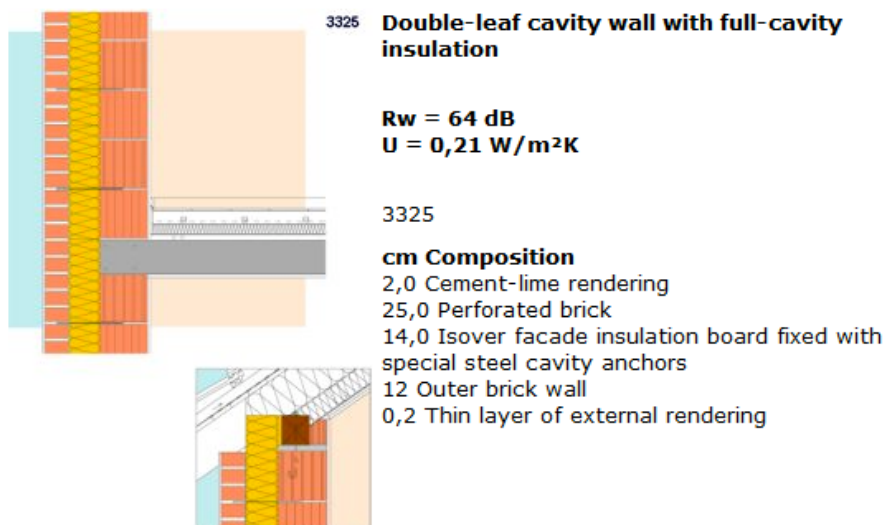 3325
Double-leaf cavity wall with full-cavity
insulation
Rw = 64 dB
U = 0,21 W/m²K
3325
cm Composition
2,0 Cement-lime rendering
25,0 Perforated brick
14,0 Isover facade insulation board fixed with
special steel cavity anchors
12 Outer brick wall
0,2 Thin layer of external rendering